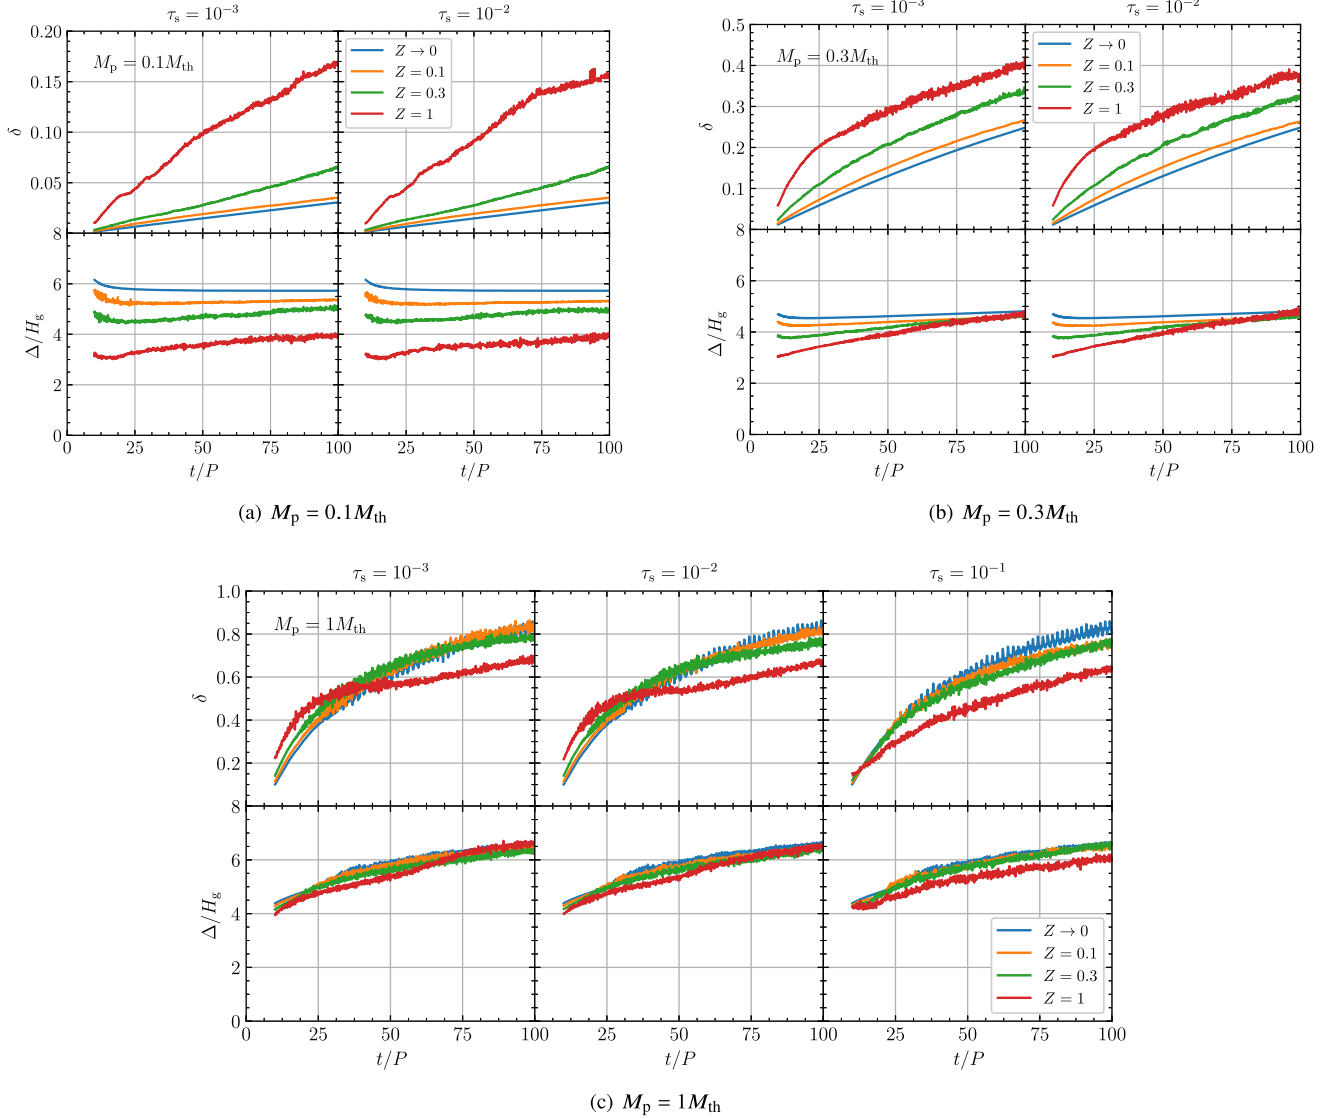 τs = 10⁻³
τs = 10⁻²
0.20
0.15
0.10
0.05
δ
Mp = 0.1Mth
Z → 0
Z = 0.1
Z = 0.3
Z = 1
8
6
4
2
0
Δ/Hg
0 25 50 75 100 25 50 75 100
t/P
t/P
(a) Mp = 0.1Mth
τs = 10⁻³
τs = 10⁻²
0.5
0.4
0.3
0.2
0.1
δ
Mp = 0.3Mth
Z → 0
Z = 0.1
Z = 0.3
Z = 1
8
6
4
2
0
Δ/Hg
0 25 50 75 100 25 50 75 100
t/P
t/P
(b) Mp = 0.3Mth
τs = 10⁻³
τs = 10⁻²
τs = 10⁻¹
1.0
0.8
0.6
0.4
0.2
δ
Mp = 1Mth
8
6
4
2
0
Δ/Hg
Z → 0
Z = 0.1
Z = 0.3
Z = 1
0 25 50 75 100 25 50 75 100 25 50 75 100
t/P
t/P
t/P
(c) Mp = 1Mth